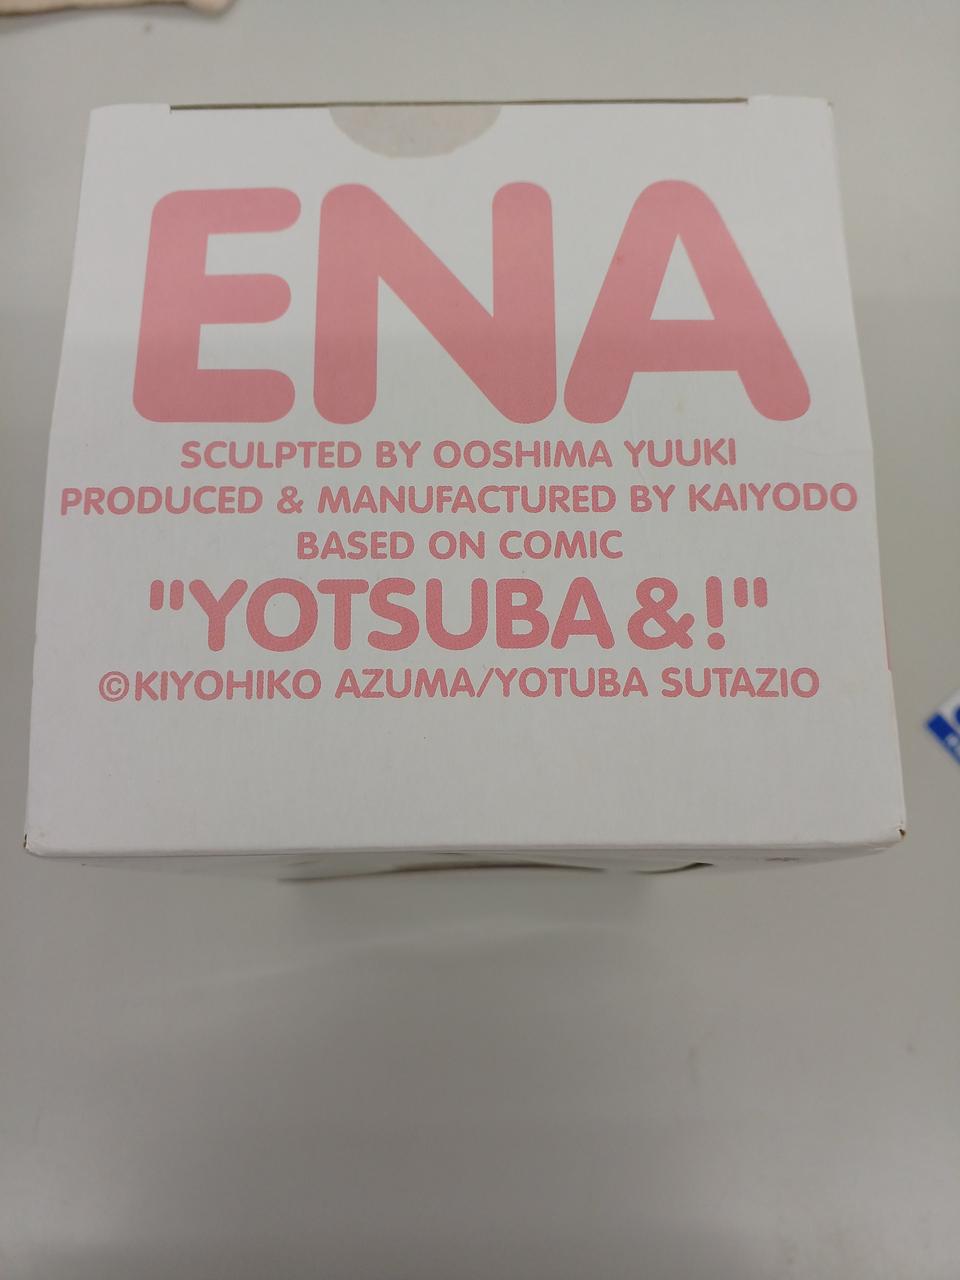 ENA
SCULPTED BY OOSHIMA YUUKI
PRODUCED & MANUFACTURED BY KAIYODO
BASED ON COMIC
"YOTSUBA&!"
©KIYOHIKO AZUMA/YOTUBA SUTAZIO